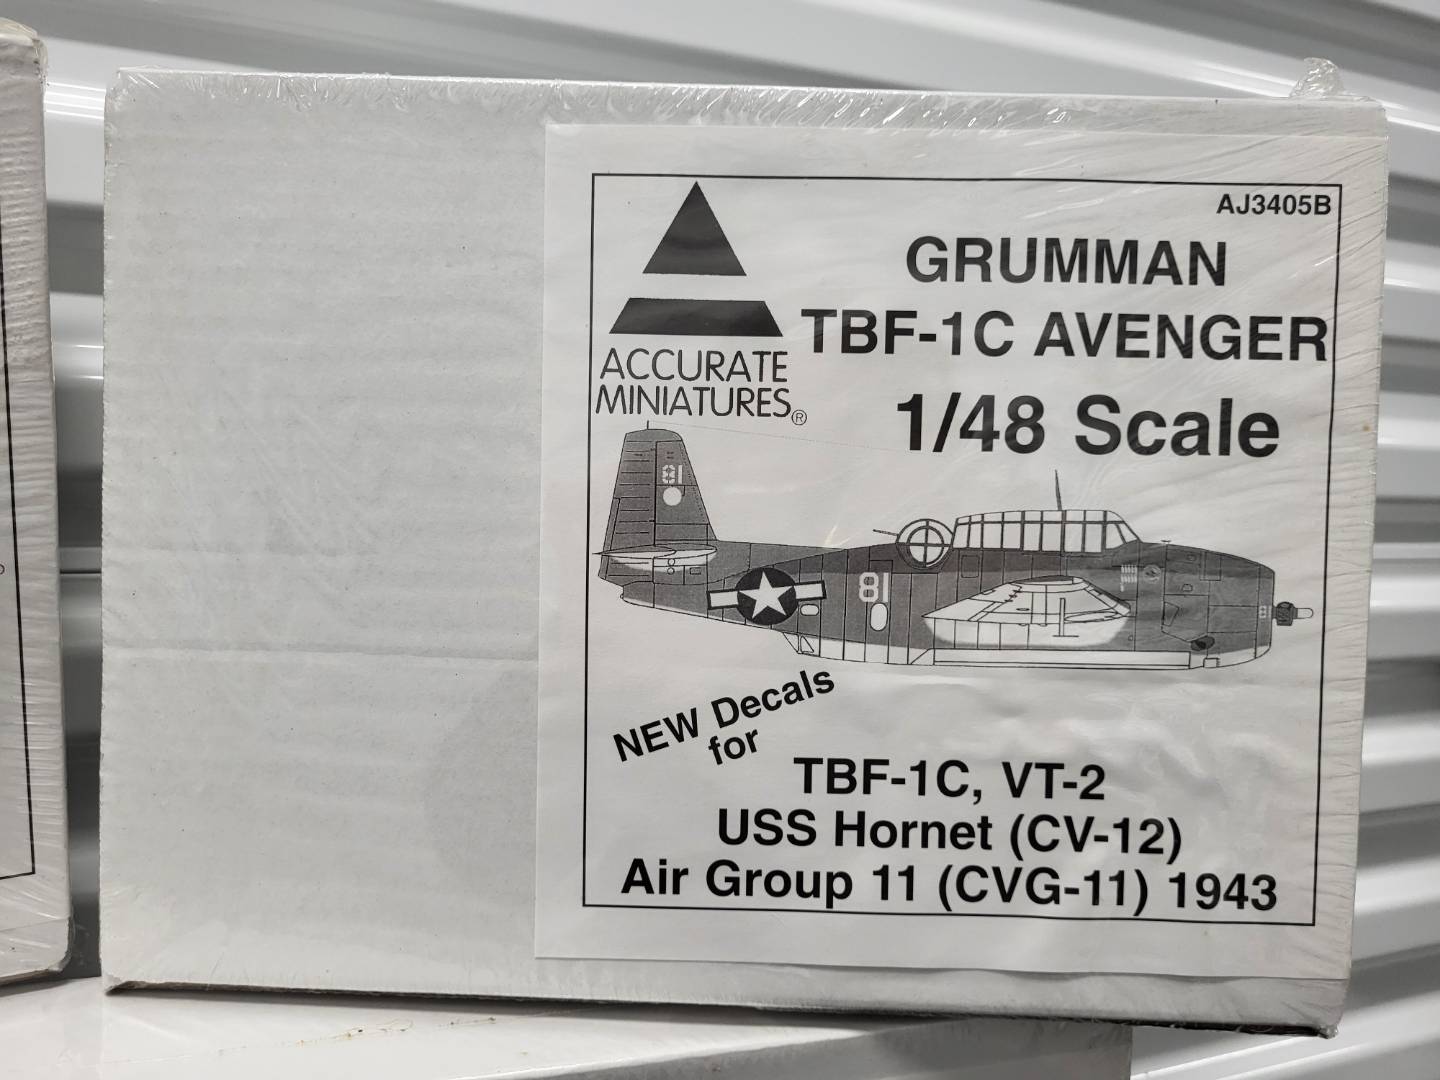 AJ3405B
GRUMMAN
TBF-1C AVENGER
1/48 Scale
ACCURATE
MINIATURES®
81
81
NEW Decals
for
TBF-1C, VT-2
USS Hornet (CV-12)
Air Group 11 (CVG-11) 1943